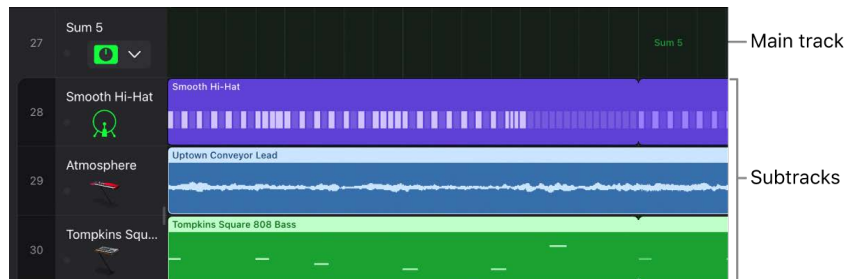 27
Sum 5
Sum 5
Main track
28
Smooth Hi-Hat
Smooth Hi-Hat
29
Atmosphere
Uptown Conveyor Lead
Subtracks
30
Tompkins Squ...
Tompkins Square 808 Bass